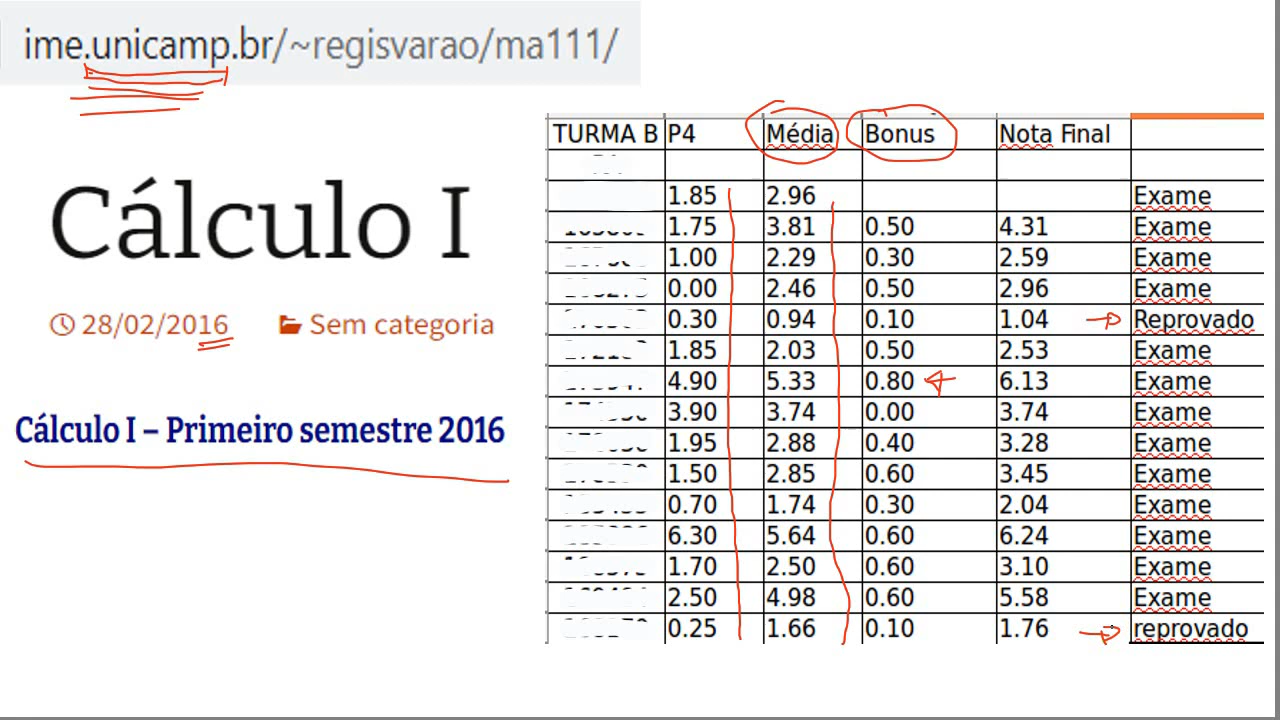 ime.unicamp.br/~regisvarao/ma111/
Cálculo I
28/02/2016 Sem categoria
Cálculo I – Primeiro semestre 2016
TURMA B P4 Média Bonus Nota Final
1.85 2.96 Exame
1.75 3.81 0.50 4.31 Exame
1.00 2.29 0.30 2.59 Exame
0.00 2.46 0.50 2.96 Exame
0.30 0.94 0.10 1.04 Reprovado
1.85 2.03 0.50 2.53 Exame
4.90 5.33 0.80 6.13 Exame
3.90 3.74 0.00 3.74 Exame
1.95 2.88 0.40 3.28 Exame
1.50 2.85 0.60 3.45 Exame
0.70 1.74 0.30 2.04 Exame
6.30 5.64 0.60 6.24 Exame
1.70 2.50 0.60 3.10 Exame
2.50 4.98 0.60 5.58 Exame
0.25 1.66 0.10 1.76 reprovado